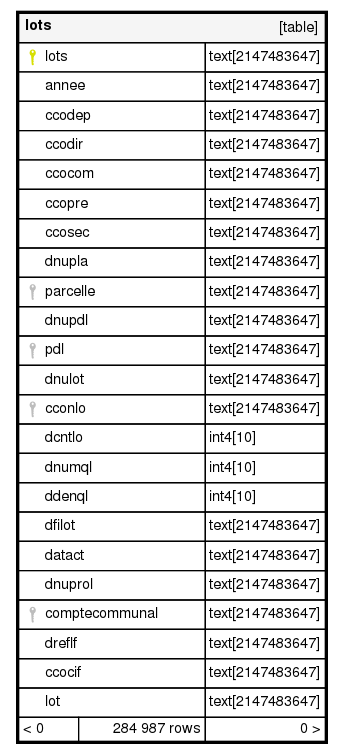 lots [table]
lots text[2147483647]
annee text[2147483647]
ccodep text[2147483647]
ccodir text[2147483647]
ccocom text[2147483647]
ccopre text[2147483647]
ccosec text[2147483647]
dnupla text[2147483647]
parcelle text[2147483647]
dnupdl text[2147483647]
pdl text[2147483647]
dnulot text[2147483647]
cconlo text[2147483647]
dcntlo int4[10]
dnumql int4[10]
ddenql int4[10]
dfilot text[2147483647]
datact text[2147483647]
dnuprol text[2147483647]
comptecommunal text[2147483647]
dreflf text[2147483647]
ccocif text[2147483647]
lot text[2147483647]
< 0 284 987 rows 0 >